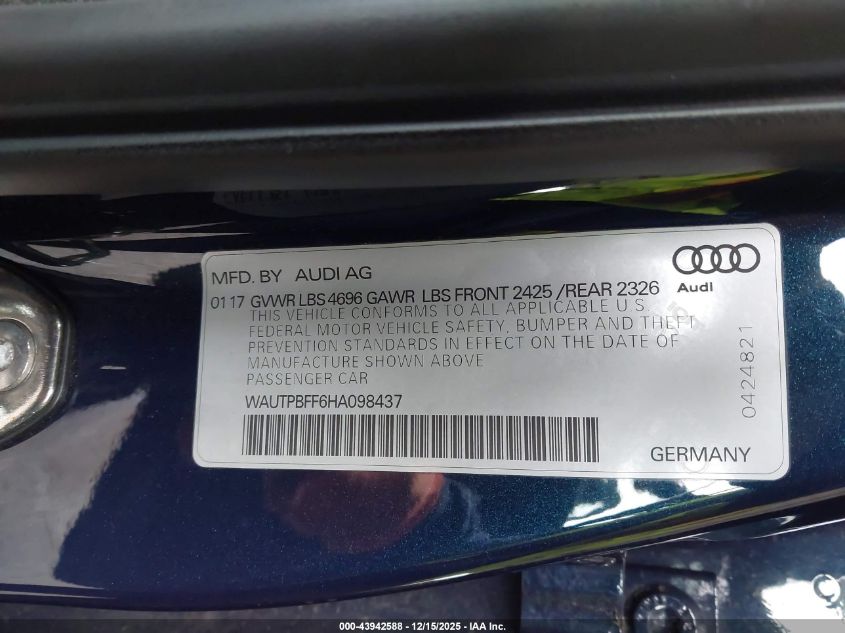 MFD. BY AUDI AG
Audi
01 17 GVWR LBS 4696 GAWR LBS FRONT 2425 /REAR 2326
THIS VEHICLE CONFORMS TO ALL APPLICABLE U.S.
FEDERAL MOTOR VEHICLE SAFETY, BUMPER AND THEFT
PREVENTION STANDARDS IN EFFECT ON THE DATE OF
MANUFACTURE SHOWN ABOVE
PASSENGER CAR
WAUTPBFF6HA098437
0424821
GERMANY
000-43942588 - 12/15/2025 - IAA Inc.